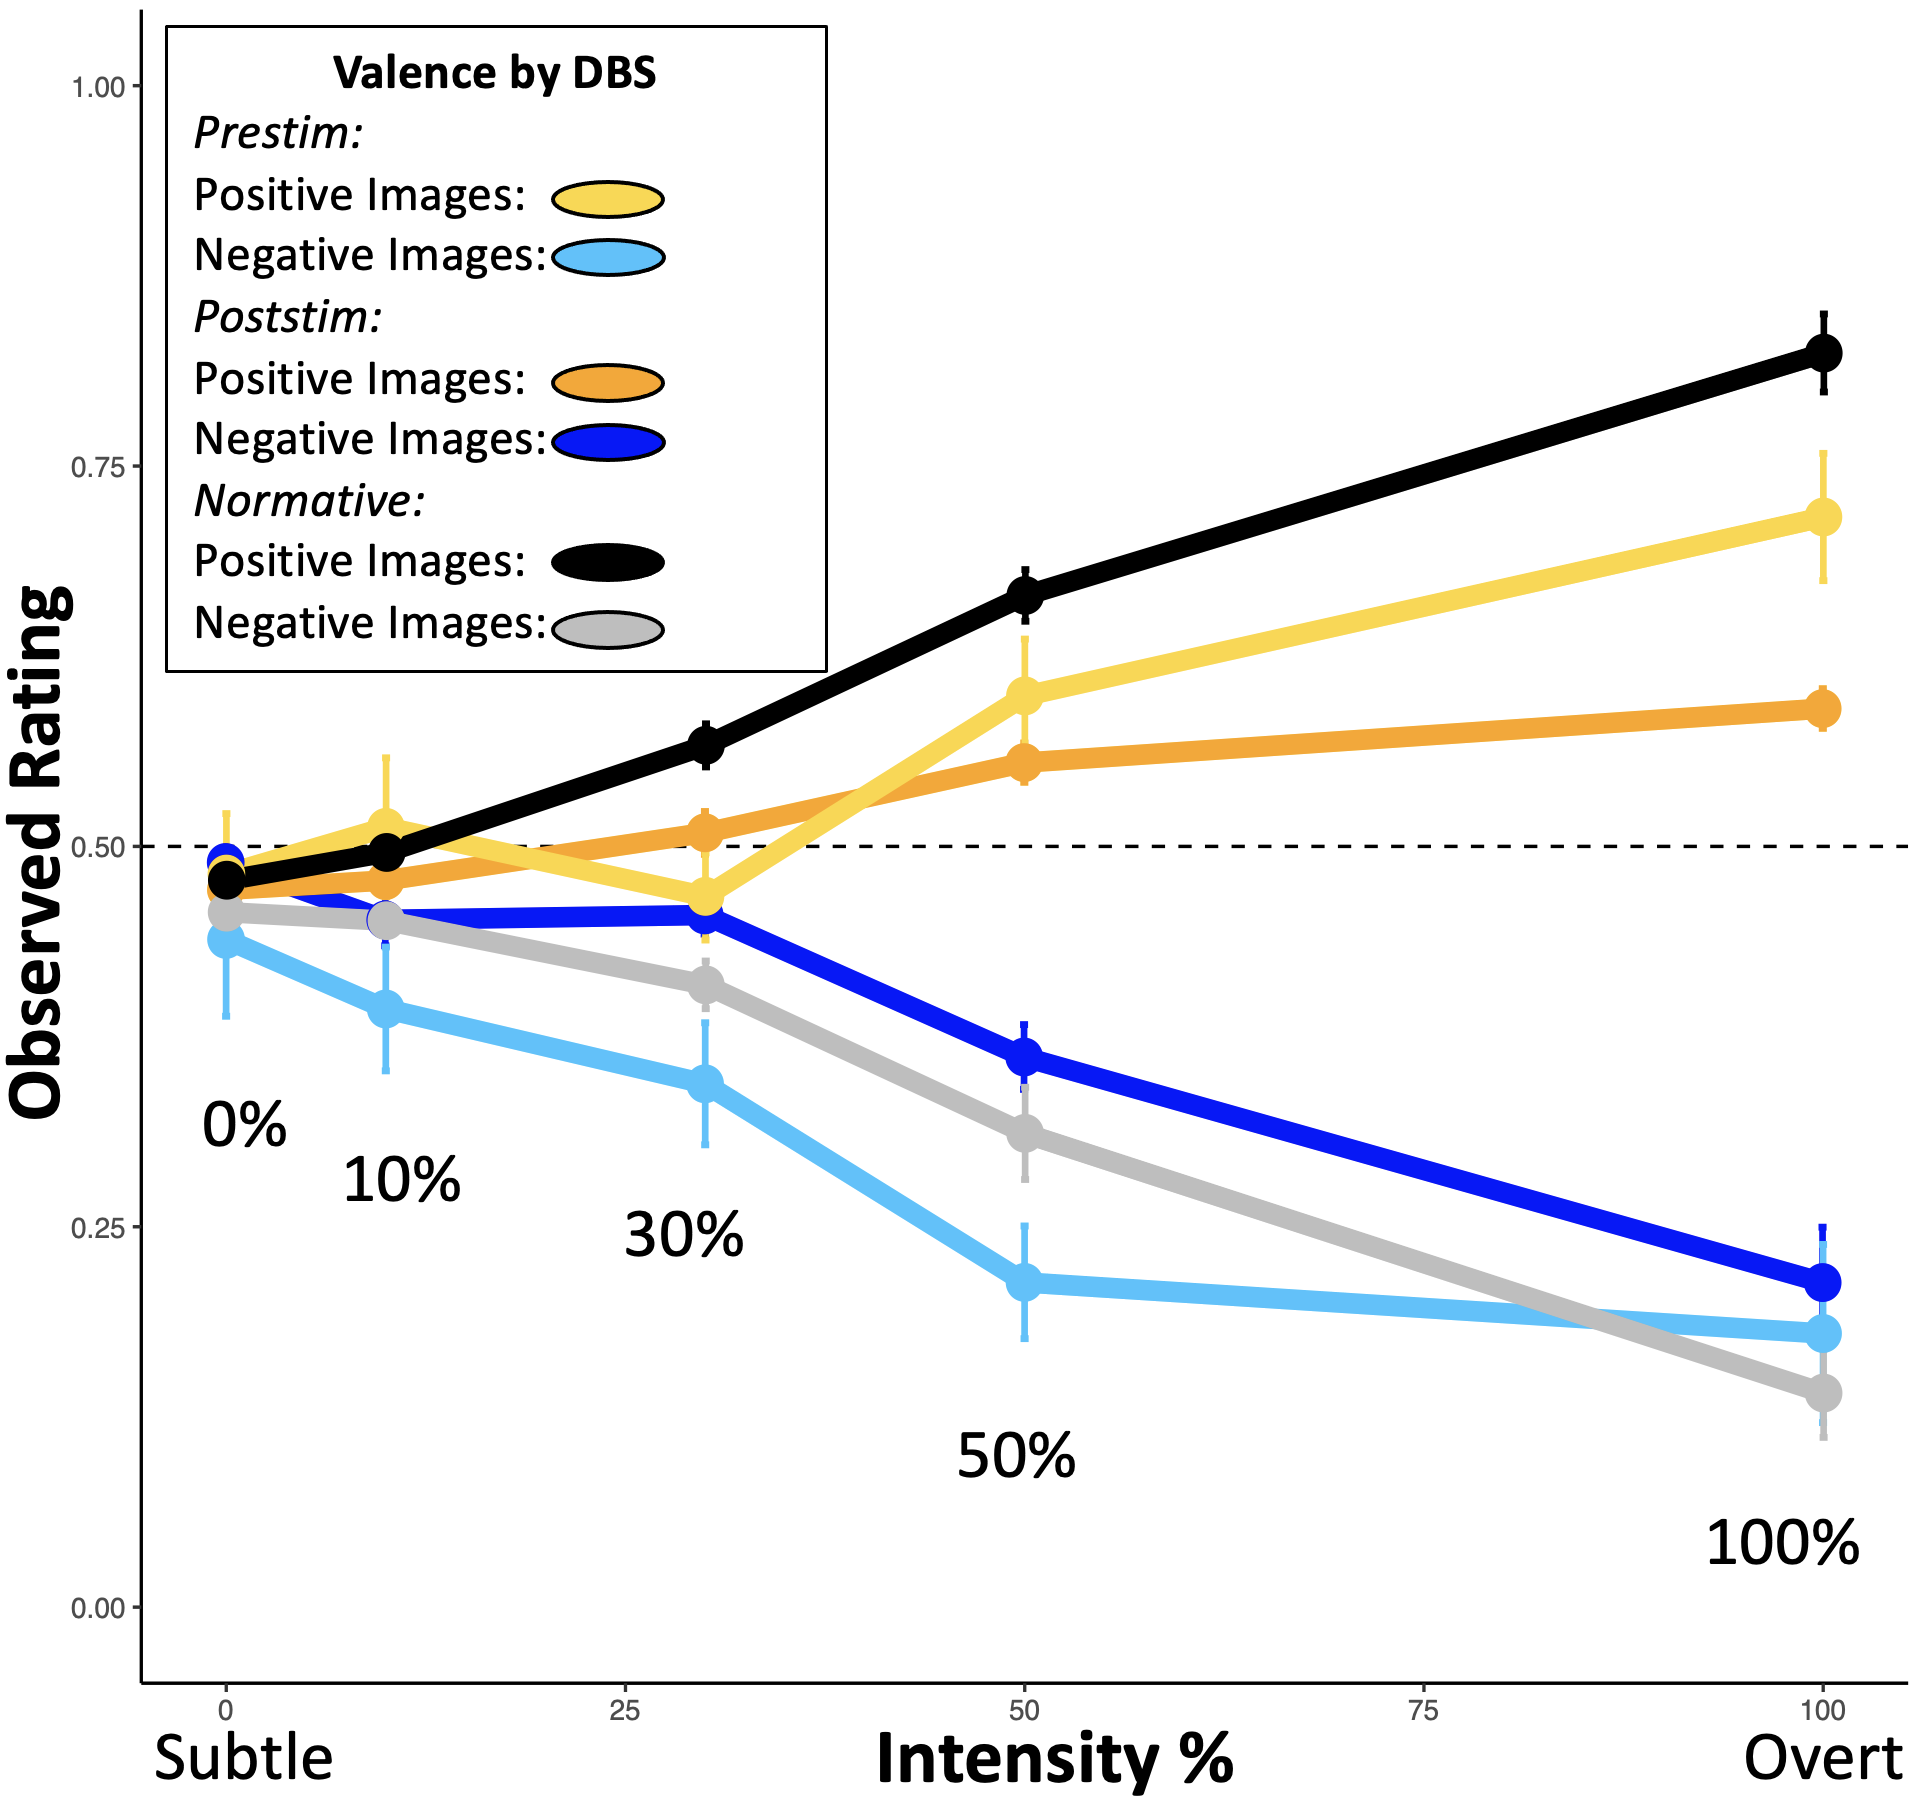 Valence by DBS
Prestim:
Positive Images:
Negative Images:
Poststim:
Positive Images:
Negative Images:
Normative:
Positive Images:
Negative Images:
Observed Rating
1.00
0.75
0.50
0.25
0.00
0%
10%
30%
50%
100%
0
25
50
75
100
Subtle
Intensity %
Overt